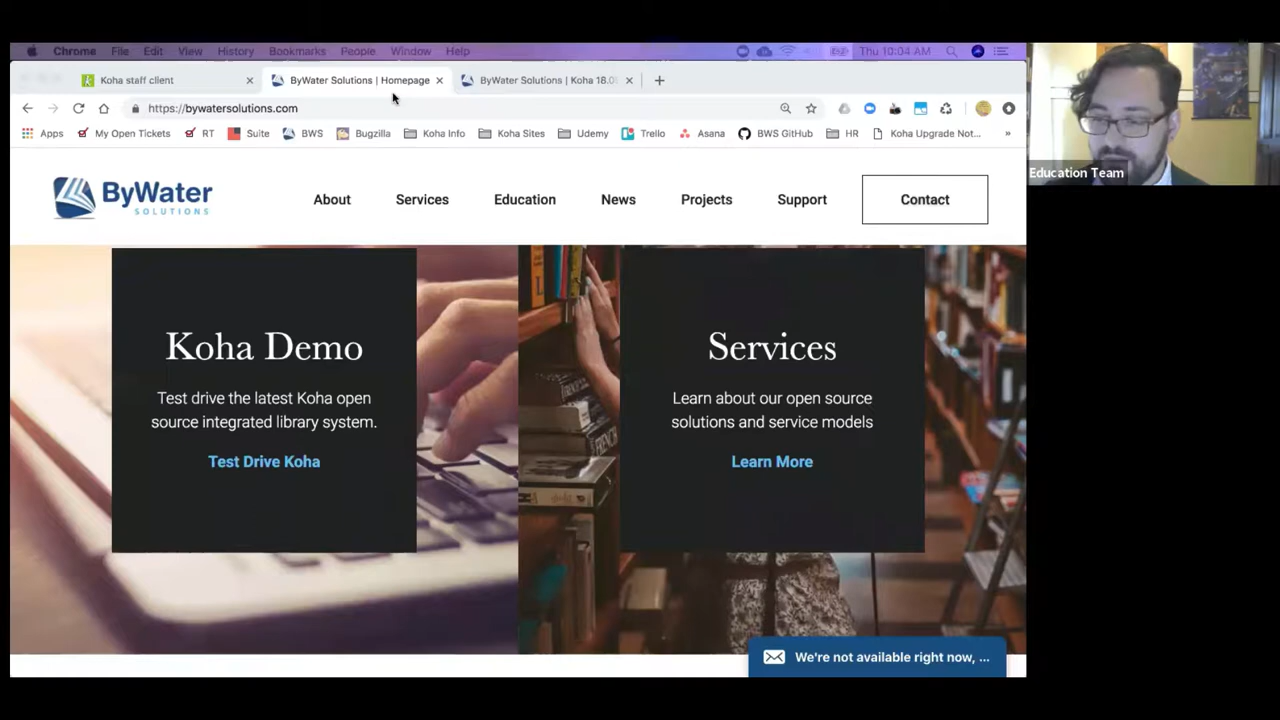 Chrome File Edit View History Bookmarks People Window Help Thu 10:04 AM
Koha staff client ByWater Solutions | Homepage ByWater Solutions | Koha 18.0
https://bywatersolutions.com
Apps My Open Tickets RT Suite BWS Bugzilla Koha Info Koha Sites Udemy Trello Asana BWS GitHub HR Koha Upgrade Not...
ByWater
SOLUTIONS
About Services Education News Projects Support Contact
Education Team
Koha Demo
Test drive the latest Koha open
source integrated library system.
Test Drive Koha
Services
Learn about our open source
solutions and service models
Learn More
We're not available right now, ...